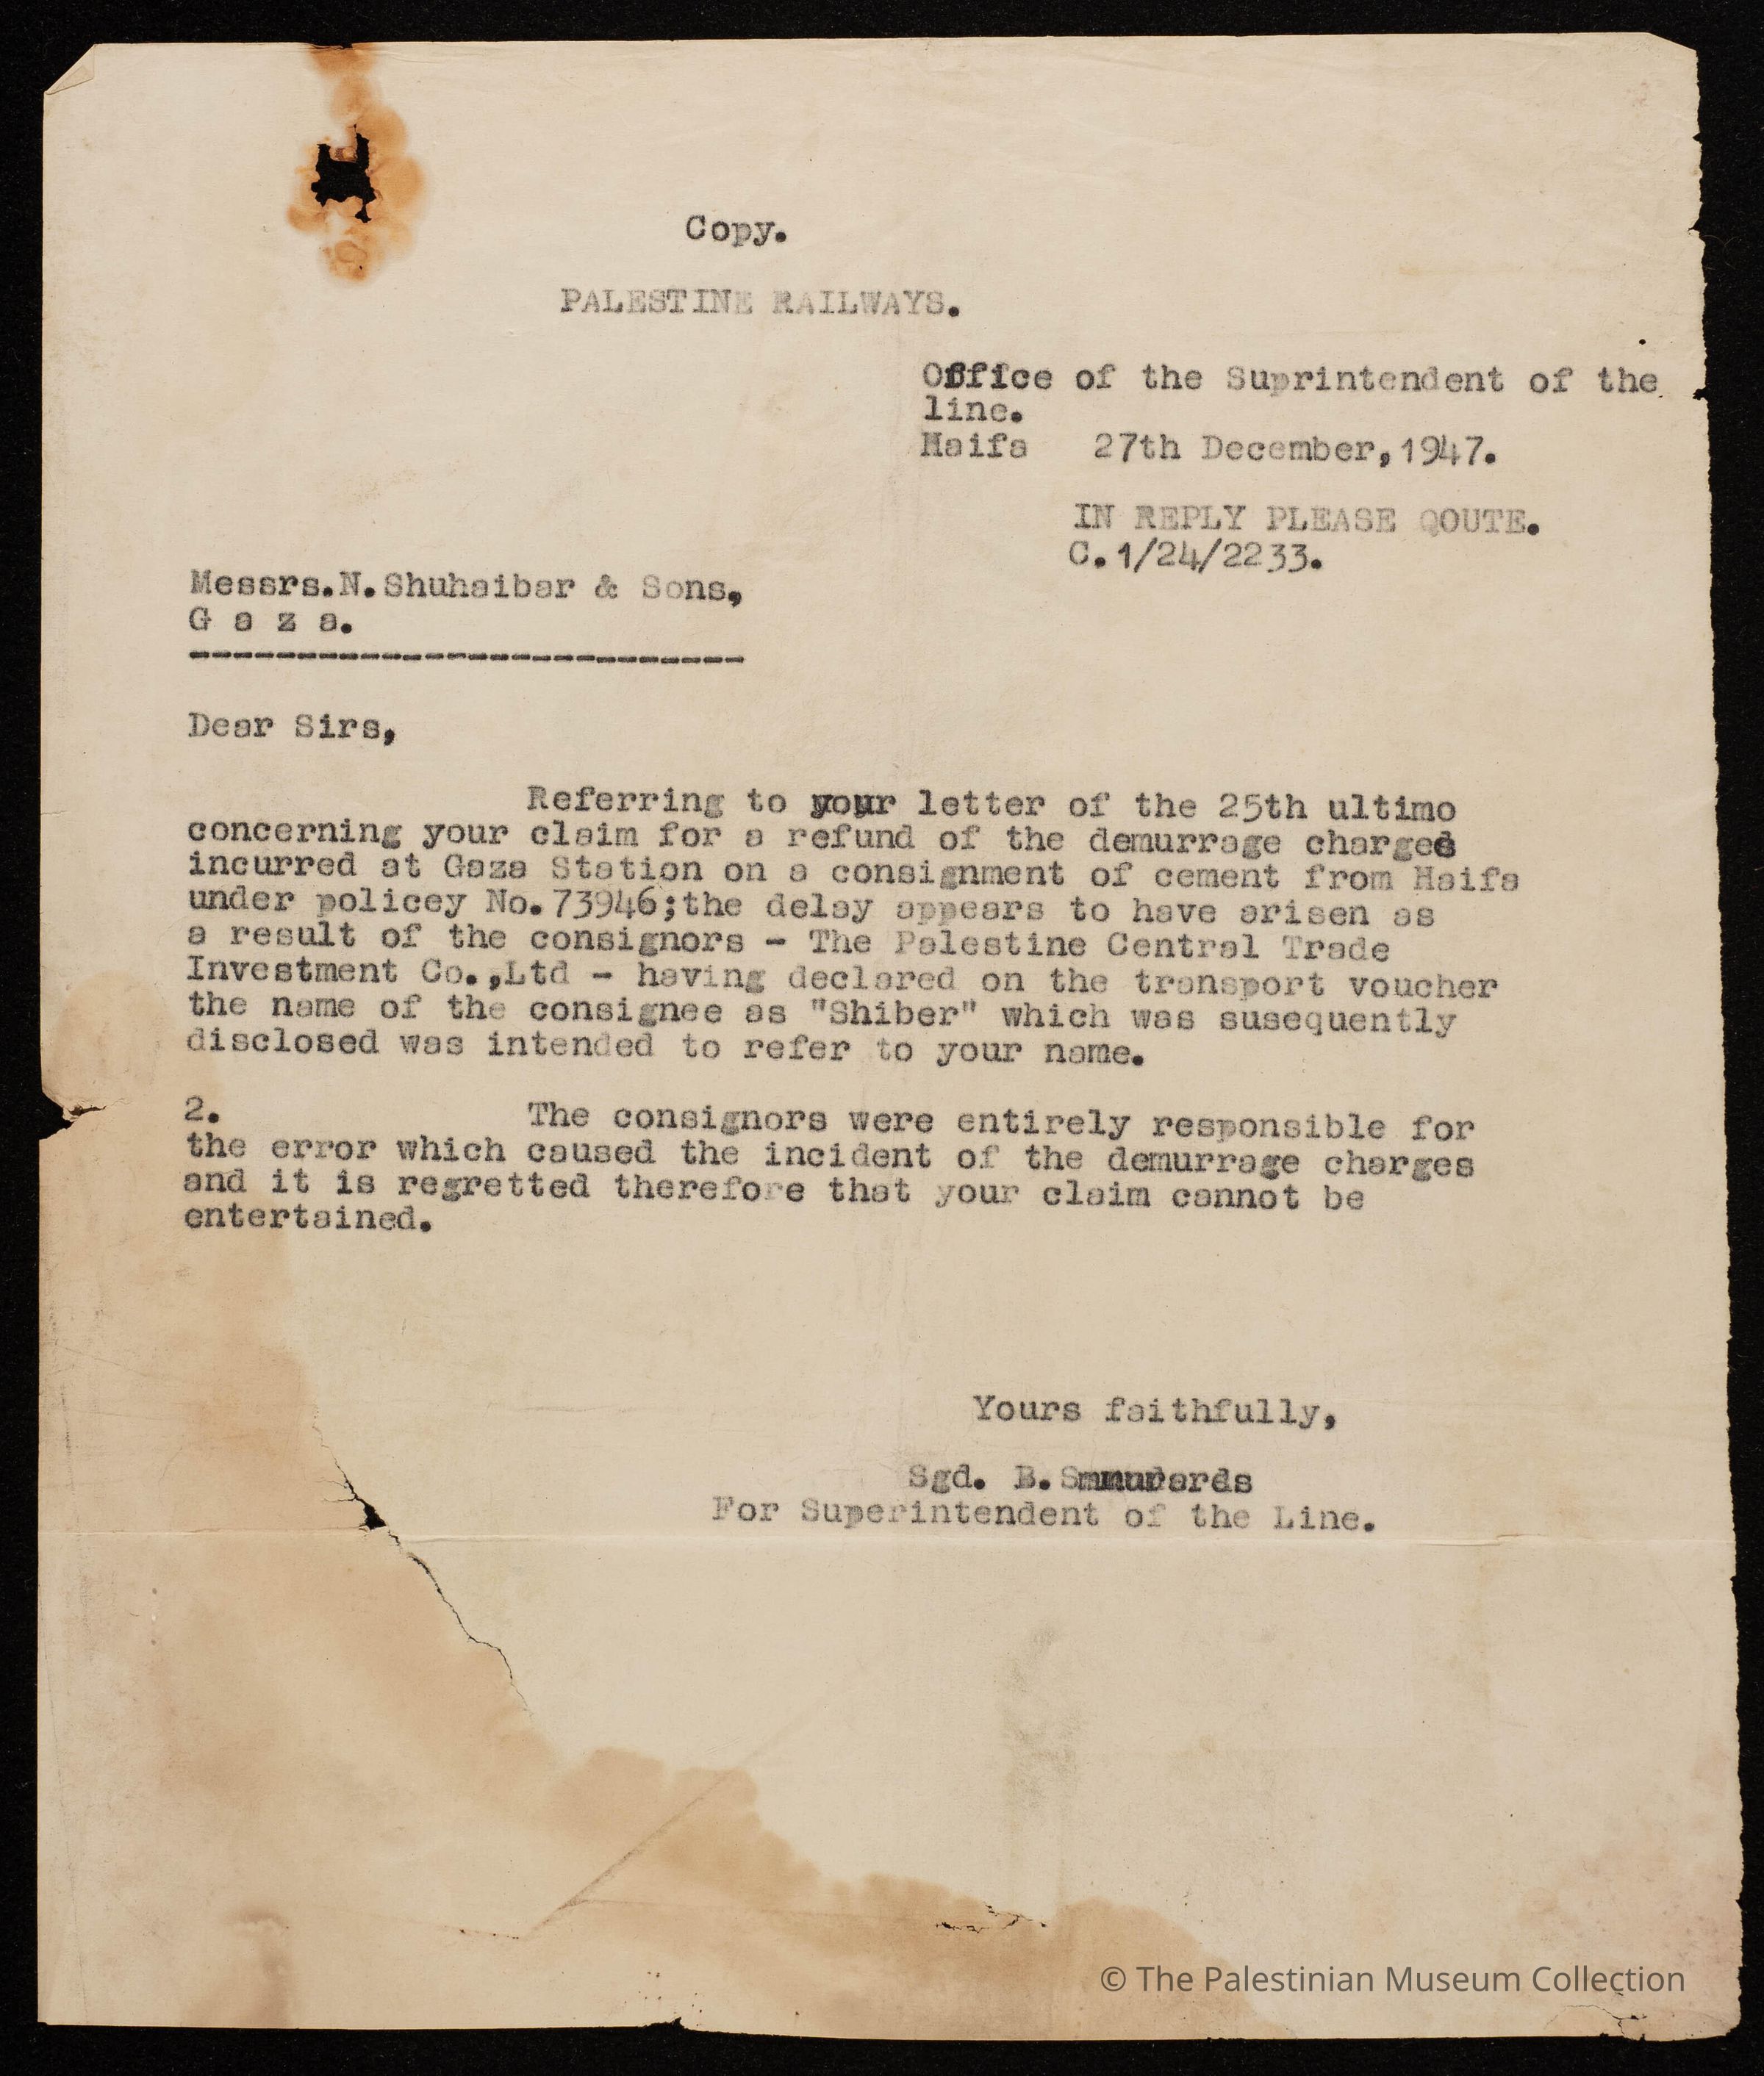 Copy.
PALESTINE RAILWAYS.
Office of the Suprintendent of the
line.
Haifa 27th December,1947.
IN REPLY PLEASE QOUTE.
C.1/24/2233.
Messrs.N.Shuhaibar & Sons,
G a z a.
--------------------------
Dear Sirs,
Referring to your letter of the 25th ultimo
concerning your claim for a refund of the demurrage charges
incurred at Gaza Station on a consignment of cement from Haifa
under policey No.73946;the delay appears to have arisen as
a result of the consignors - The Palestine Central Trade
Investment Co.,Ltd - having declared on the transport voucher
the name of the consignee as "Shiber" which was susequently
disclosed was intended to refer to your name.
2. The consignors were entirely responsible for
the error which caused the incident of the demurrage charges
and it is regretted therefore that your claim cannot be
entertained.
Yours faithfully,
Sgd. B.
For Superintendent of the Line.
© The Palestinian Museum Collection